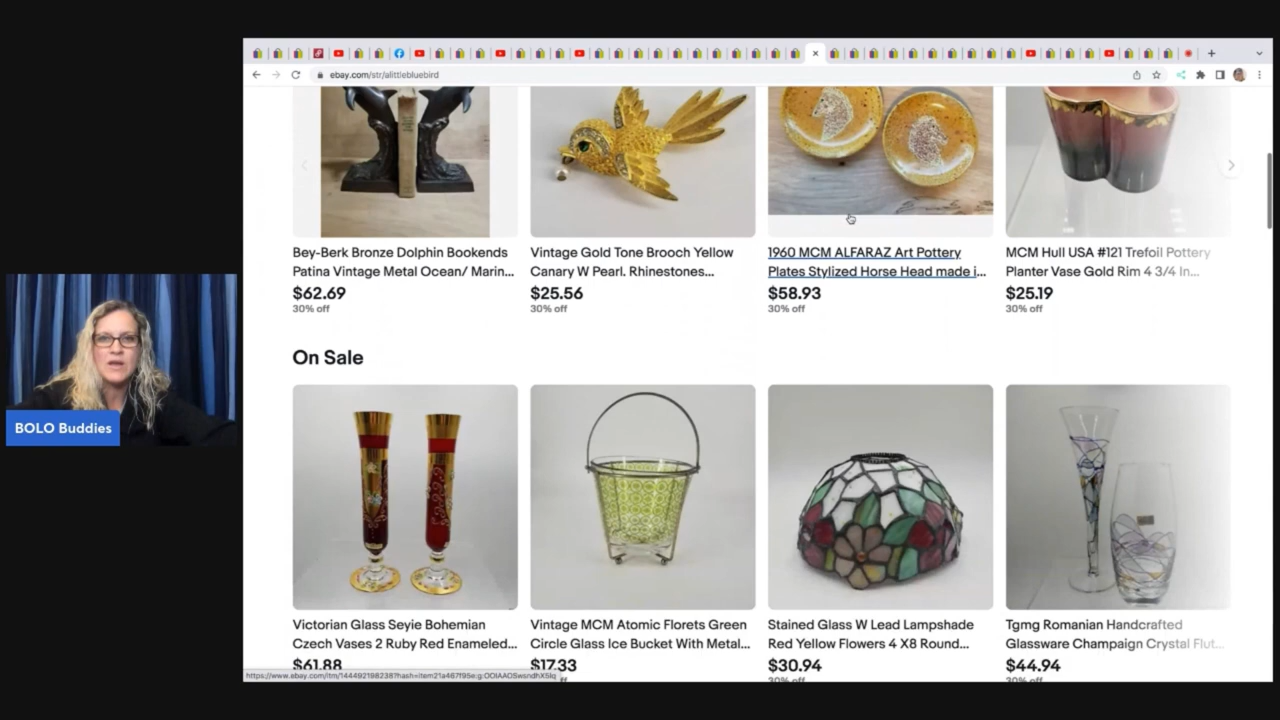 ebay.com/str/alittlebluebird
Bey-Berk Bronze Dolphin Bookends
Patina Vintage Metal Ocean/ Marin...
$62.69
30% off
Vintage Gold Tone Brooch Yellow
Canary W Pearl. Rhinestones...
$25.56
30% off
1960 MCM ALFARAZ Art Pottery
Plates Stylized Horse Head made i...
$58.93
30% off
MCM Hull USA #121 Trefoil Pottery
Planter Vase Gold Rim 4 3/4 In...
$25.19
30% off
On Sale
BOLO Buddies
Victorian Glass Seyie Bohemian
Czech Vases 2 Ruby Red Enameled...
$61.88
Vintage MCM Atomic Florets Green
Circle Glass Ice Bucket With Metal...
$17.33
off
Stained Glass W Lead Lampshade
Red Yellow Flowers 4 X8 Round...
$30.94
30% off
Tgmg Romanian Handcrafted
Glassware Champaign Crystal Flut...
$44.94
30% off